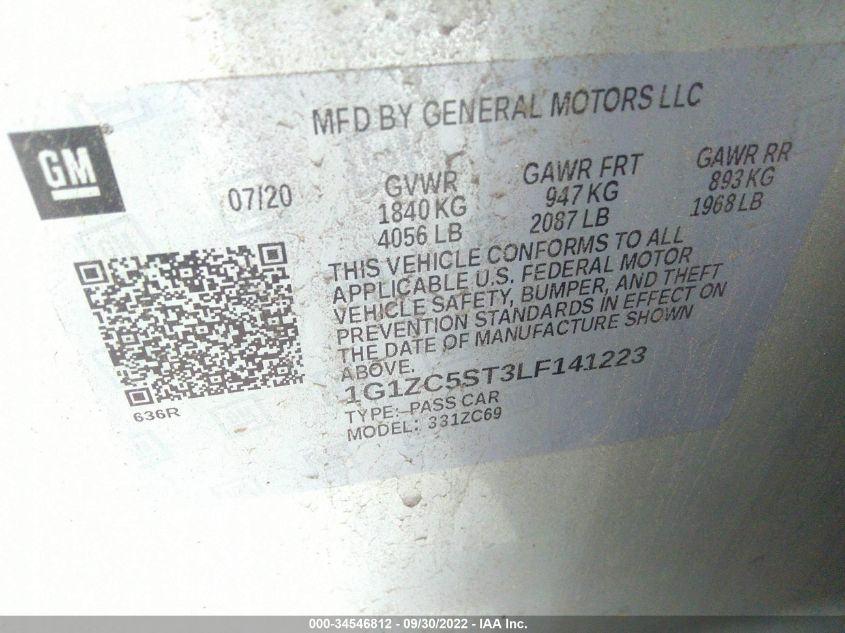 MFD BY GENERAL MOTORS LLC
GM®
07/20
GVWR GAWR FRT GAWR RR
1840 KG 947 KG 893 KG
4056 LB 2087 LB 1968 LB
THIS VEHICLE CONFORMS TO ALL
APPLICABLE U.S. FEDERAL MOTOR
VEHICLE SAFETY, BUMPER, AND THEFT
PREVENTION STANDARDS IN EFFECT ON
THE DATE OF MANUFACTURE SHOWN
ABOVE.
1G1ZC5ST3LF141223
TYPE: PASS CAR
MODEL: 331ZC69
636R
000-34546812 - 09/30/2022 - IAA Inc.